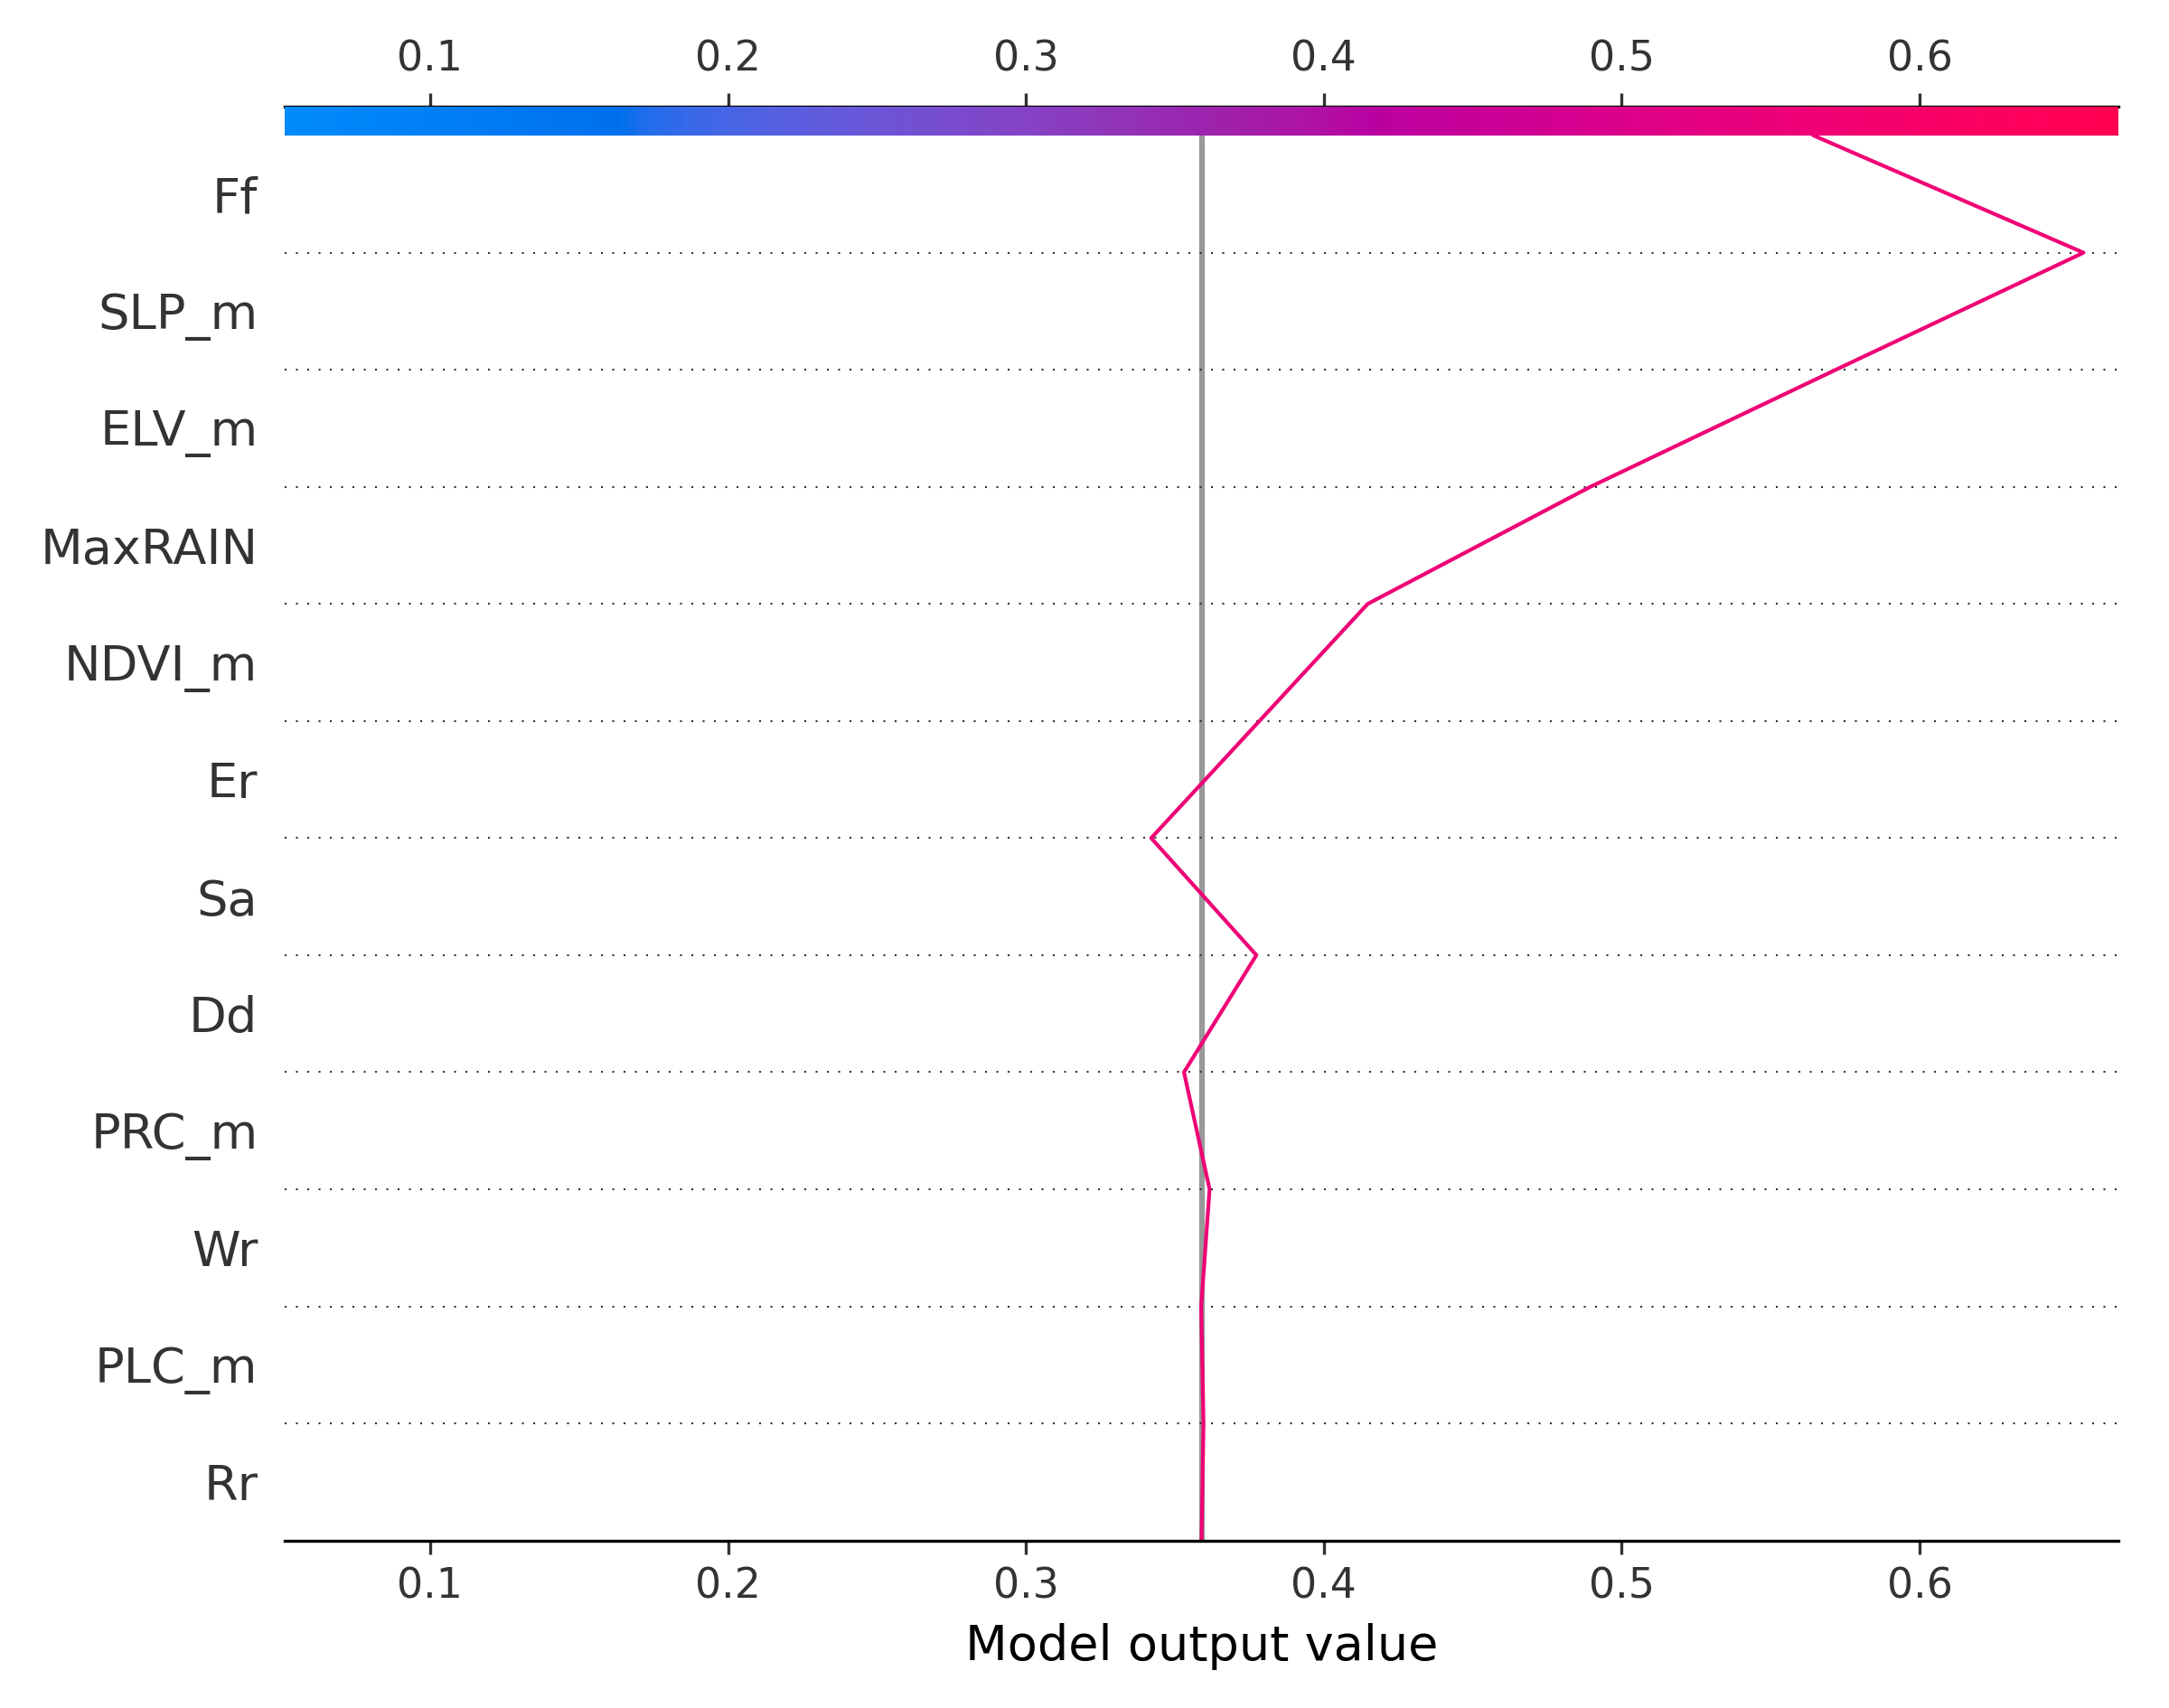 0.1 0.2 0.3 0.4 0.5 0.6
Ff
SLP_m
ELV_m
MaxRAIN
NDVI_m
Er
Sa
Dd
PRC_m
Wr
PLC_m
Rr
0.1 0.2 0.3 0.4 0.5 0.6
Model output value